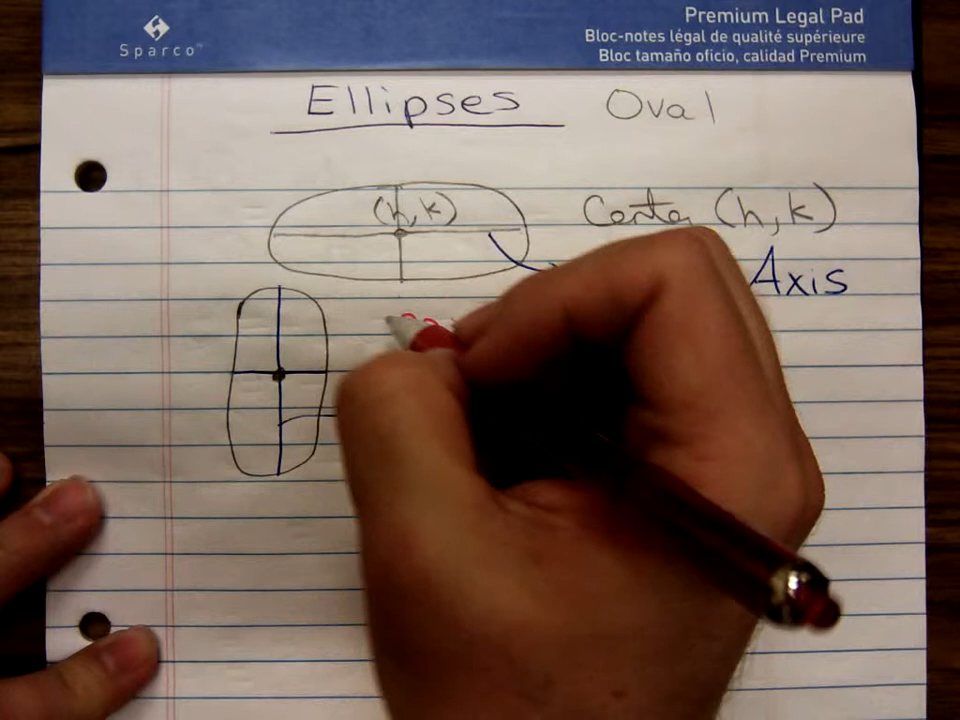 Sparco
Premium Legal Pad
Bloc-notes légal de qualité supérieure
Bloc tamaño oficio, calidad Premium
Ellipses Oval
(h,k) Center (h,k)
Axis